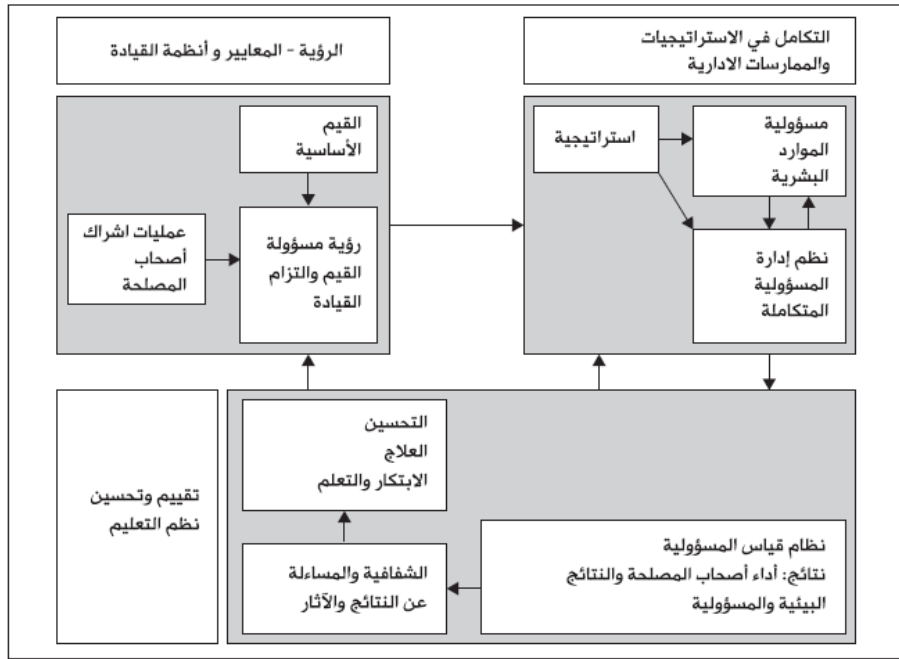 التكامل في الاستراتيجيات
والممارسات الادارية
الرؤية - المعايير و أنظمة القيادة
استراتيجية
مسؤولية
الموارد
البشرية
نظم إدارة
المسؤولية
المتكاملة
القيم
الأساسية
رؤية مسؤولة
القيم والتزام
القيادة
عمليات اشراك
أصحاب
المصلحة
التحسين
العلاج
الابتكار والتعلم
نظام قياس المسؤولية
نتائج: أداء أصحاب المصلحة والنتائج
البيئية والمسؤولية
الشفافية والمساءلة
عن النتائج والآثار
تقييم وتحسين
نظم التعليم